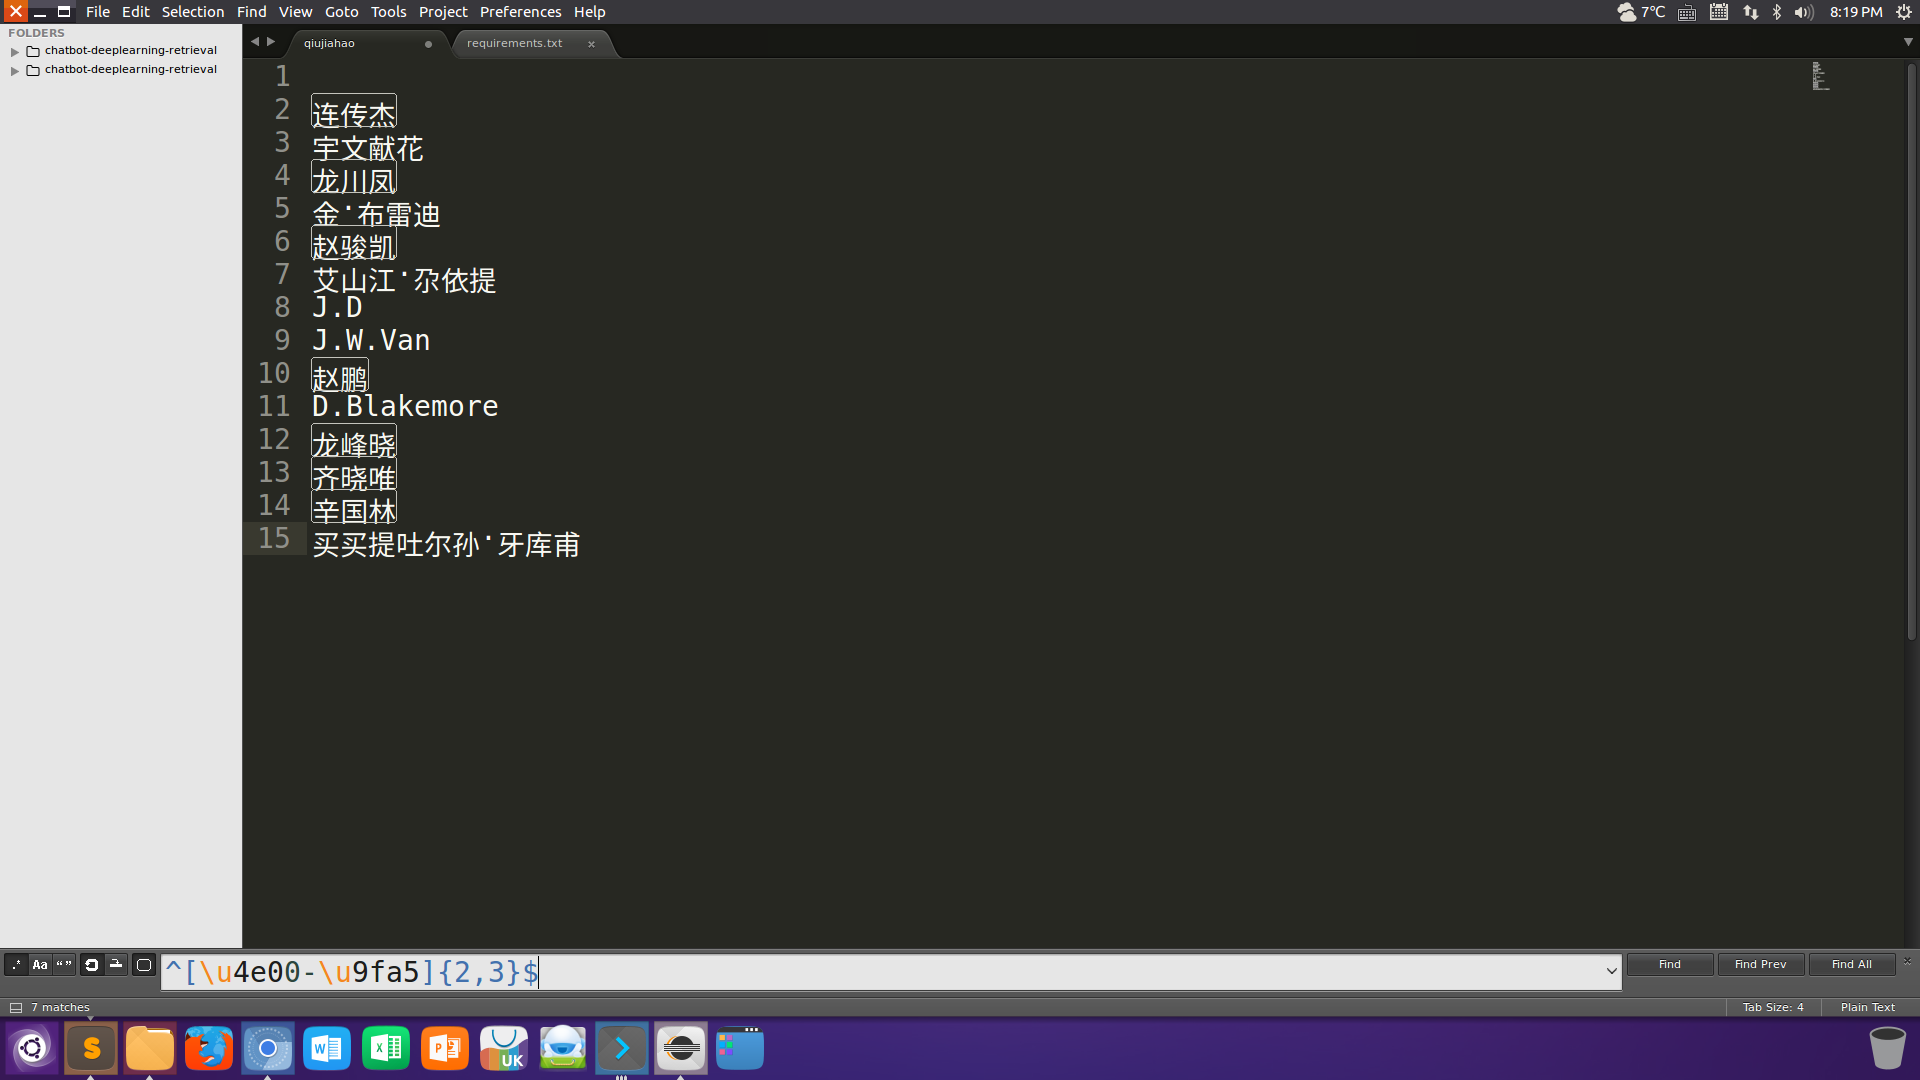 File Edit Selection Find View Goto Tools Project Preferences Help
7°C
8:19 PM
FOLDERS
chatbot-deeplearning-retrieval
chatbot-deeplearning-retrieval
qiujiahao
requirements.txt
1
2 连传杰
3 宇文献花
4 龙川凤
5 金·布雷迪
6 赵骏凯
7 艾山江·尕依提
8 J.D
9 J.W.Van
10 赵鹏
11 D.Blakemore
12 龙峰晓
13 齐晓唯
14 辛国林
15 买买提吐尔孙·牙库甫
.* Aa “”
^[\u4e00-\u9fa5]{2,3}$
Find Find Prev Find All
7 matches
Tab Size: 4 Plain Text
S
W
X
P
UK